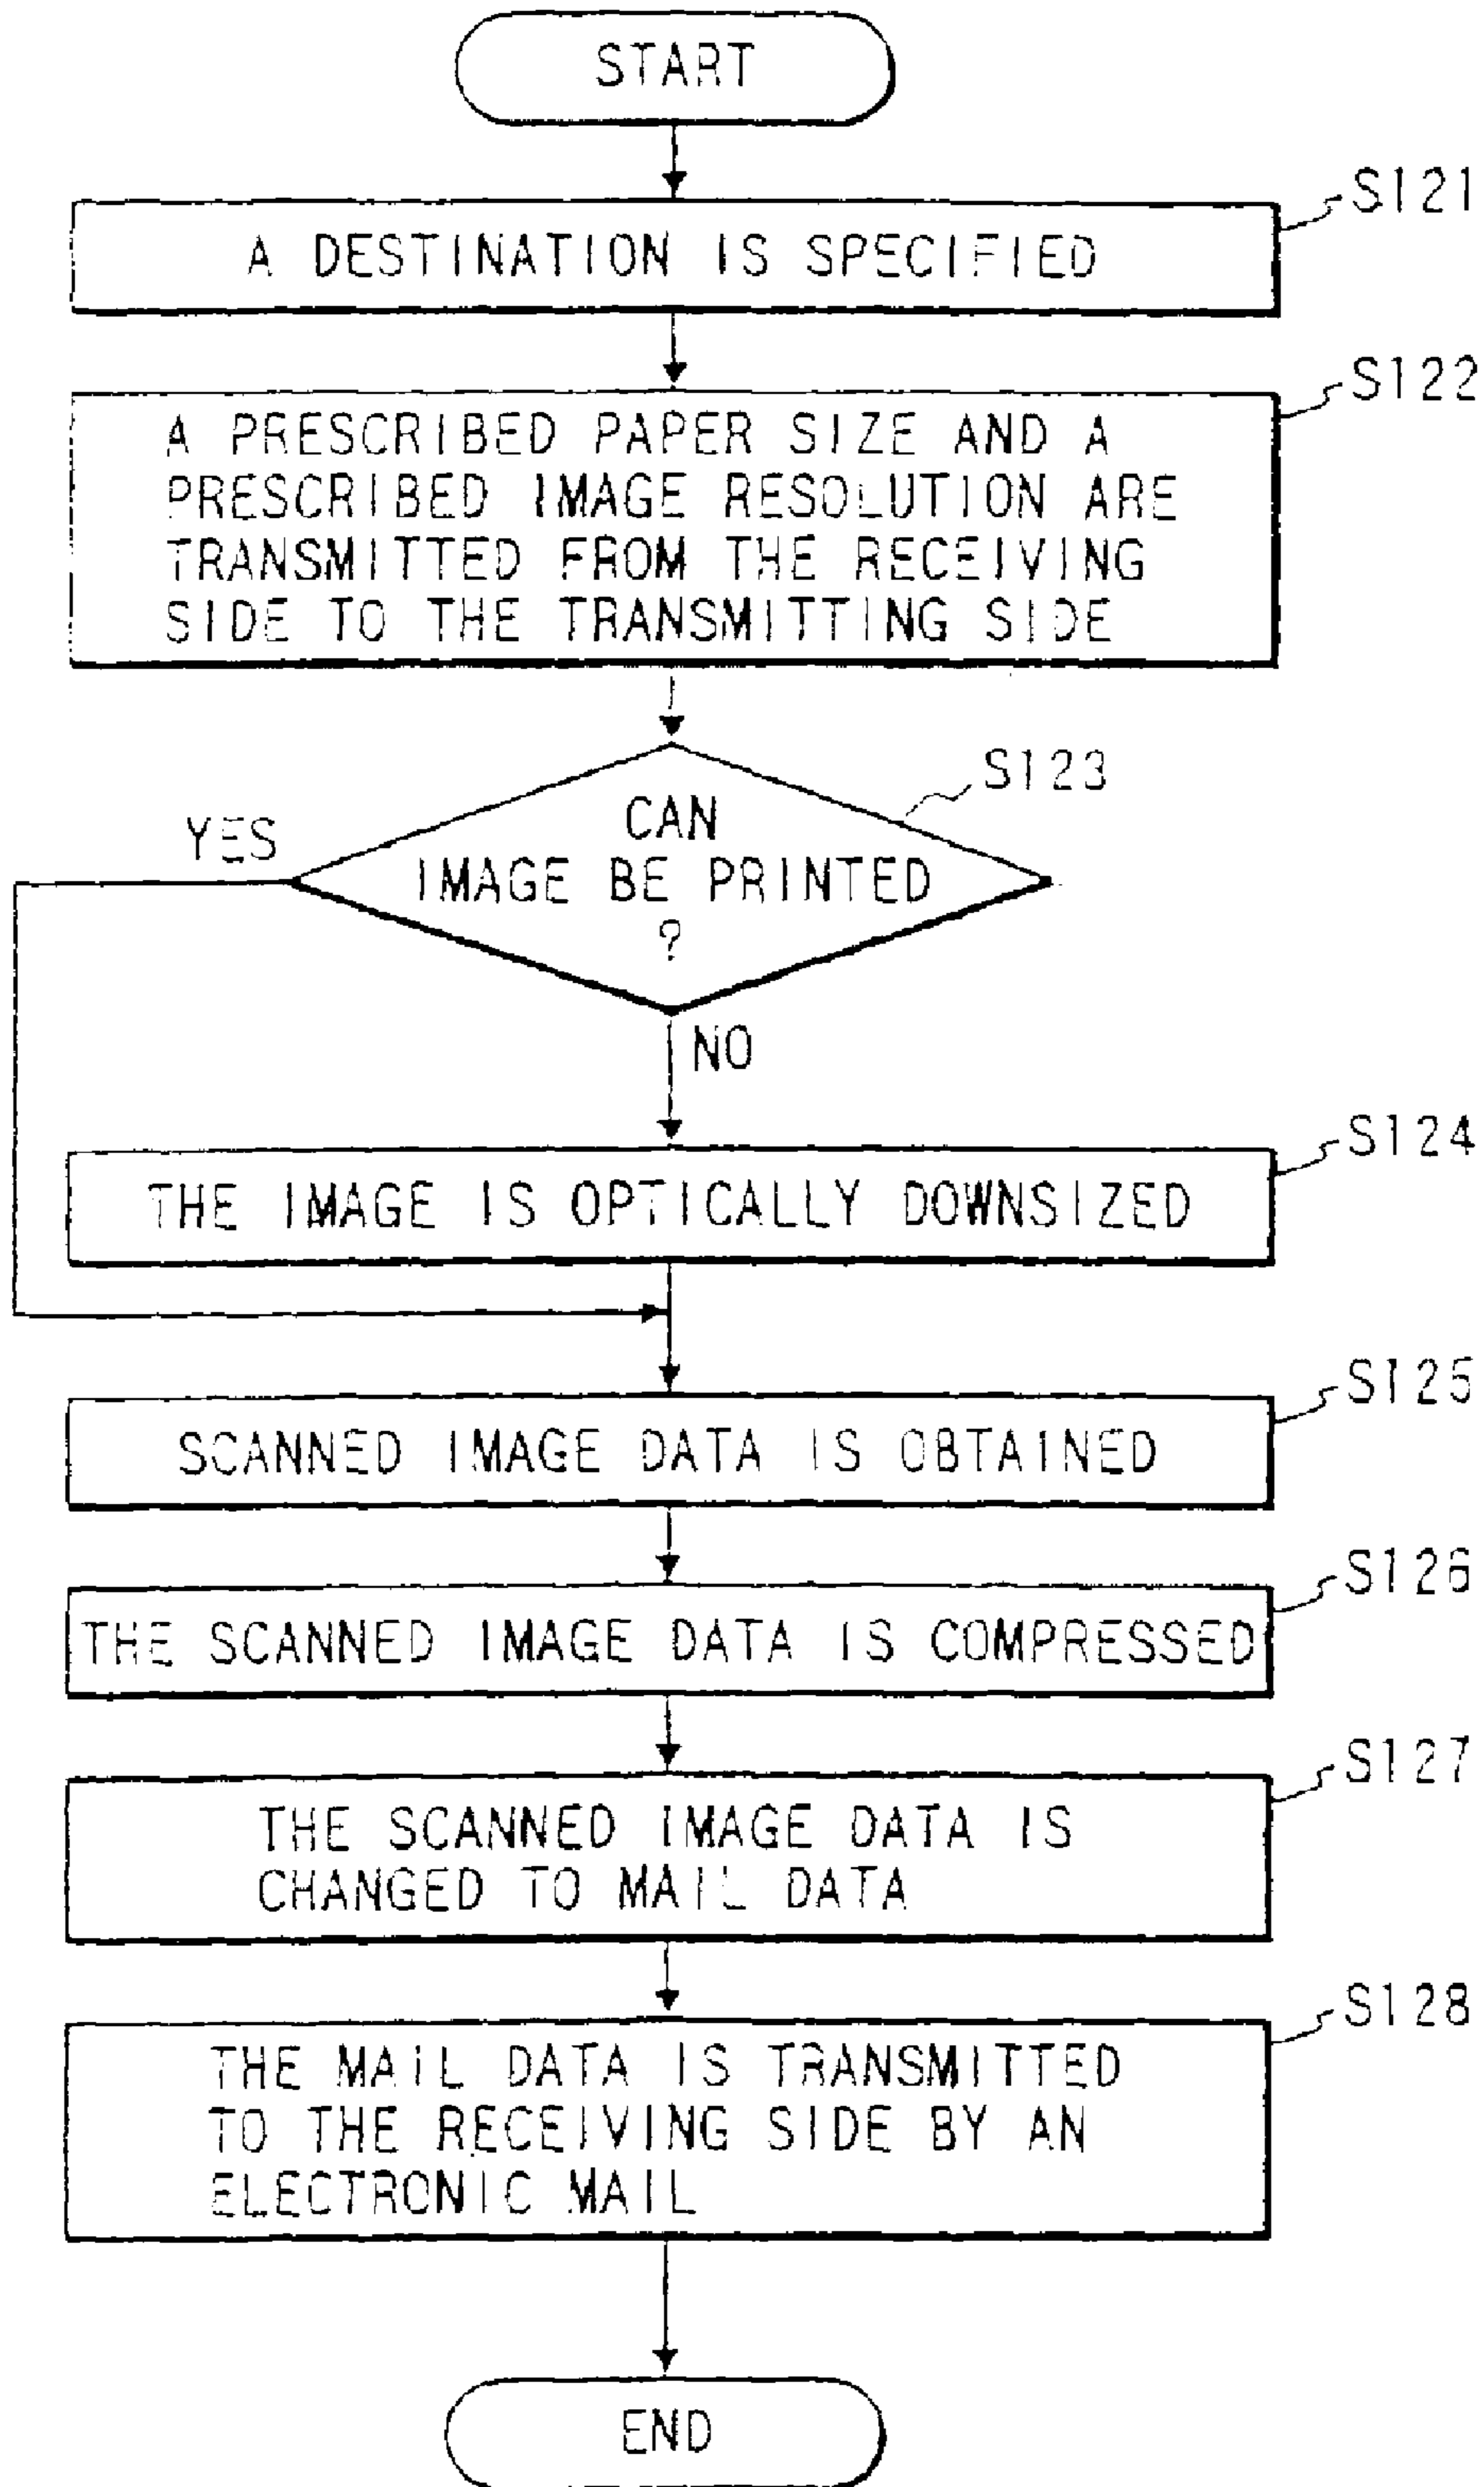 START
S121
A DESTINATION IS SPECIFIED
S122
A PRESCRIBED PAPER SIZE AND A
PRESCRIBED IMAGE RESOLUTION ARE
TRANSMITTED FROM THE RECEIVING
SIDE TO THE TRANSMITTING SIDE
S123
CAN
IMAGE BE PRINTED
?
YES
NO
S124
THE IMAGE IS OPTICALLY DOWNSIZED
S125
SCANNED IMAGE DATA IS OBTAINED
S126
THE SCANNED IMAGE DATA IS COMPRESSED
S127
THE SCANNED IMAGE DATA IS
CHANGED TO MAIL DATA
S128
THE MAIL DATA IS TRANSMITTED
TO THE RECEIVING SIDE BY AN
ELECTRONIC MAIL
END